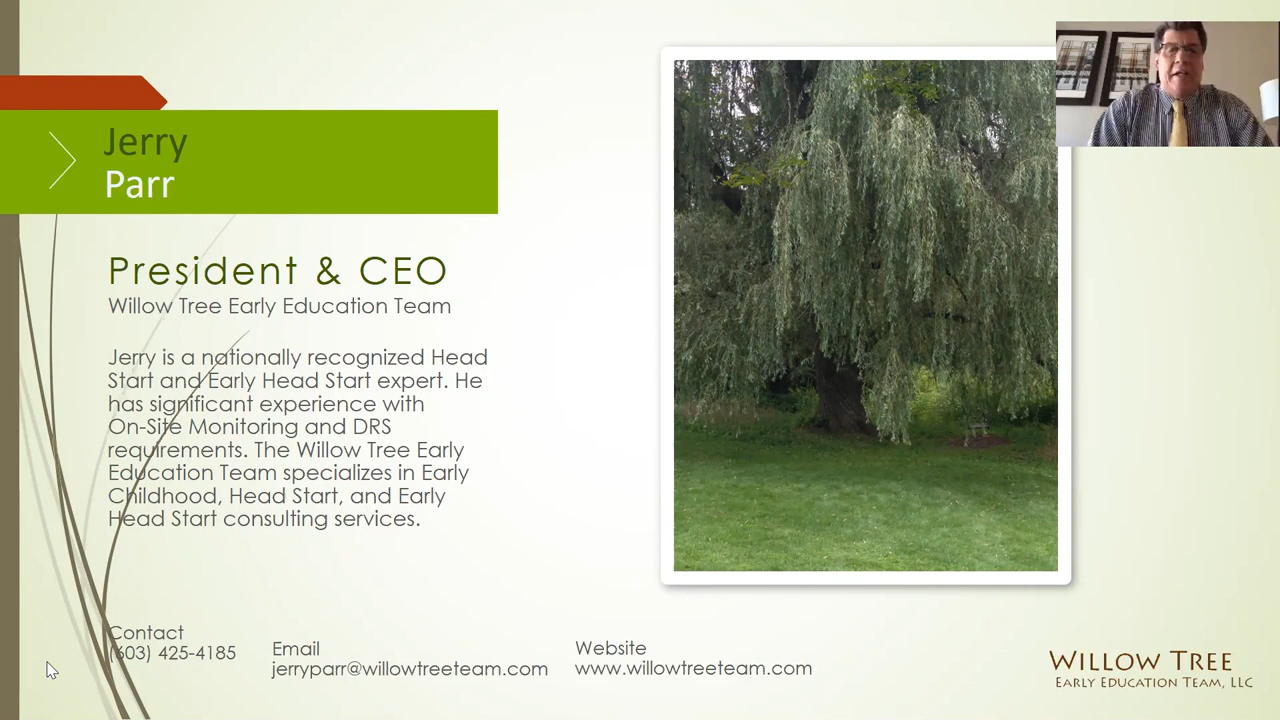 Jerry
Parr
President & CEO
Willow Tree Early Education Team
Jerry is a nationally recognized Head
Start and Early Head Start expert. He
has significant experience with
On-Site Monitoring and DRS
requirements. The Willow Tree Early
Education Team specializes in Early
Childhood, Head Start, and Early
Head Start consulting services.
Contact
(603) 425-4185
Email
jerryparr@willowtreeteam.com
Website
www.willowtreeteam.com
WILLOW TREE
EARLY EDUCATION TEAM, LLC